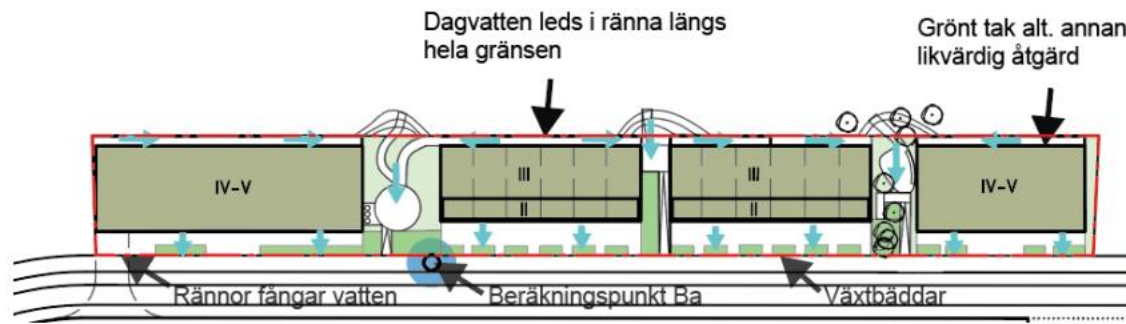 Dagvatten leds i ränna längs
hela gränsen
Grönt tak alt. annan
likvärdig åtgärd
IV-V
III
II
III
II
IV-V
Rännor fångar vatten
Beräkningspunkt Ba
Växtbäddar